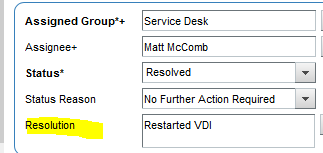 Assigned Group*+ Service Desk
Assignee+ Matt McComb
Status* Resolved
Status Reason No Further Action Required
Resolution Restarted VDI